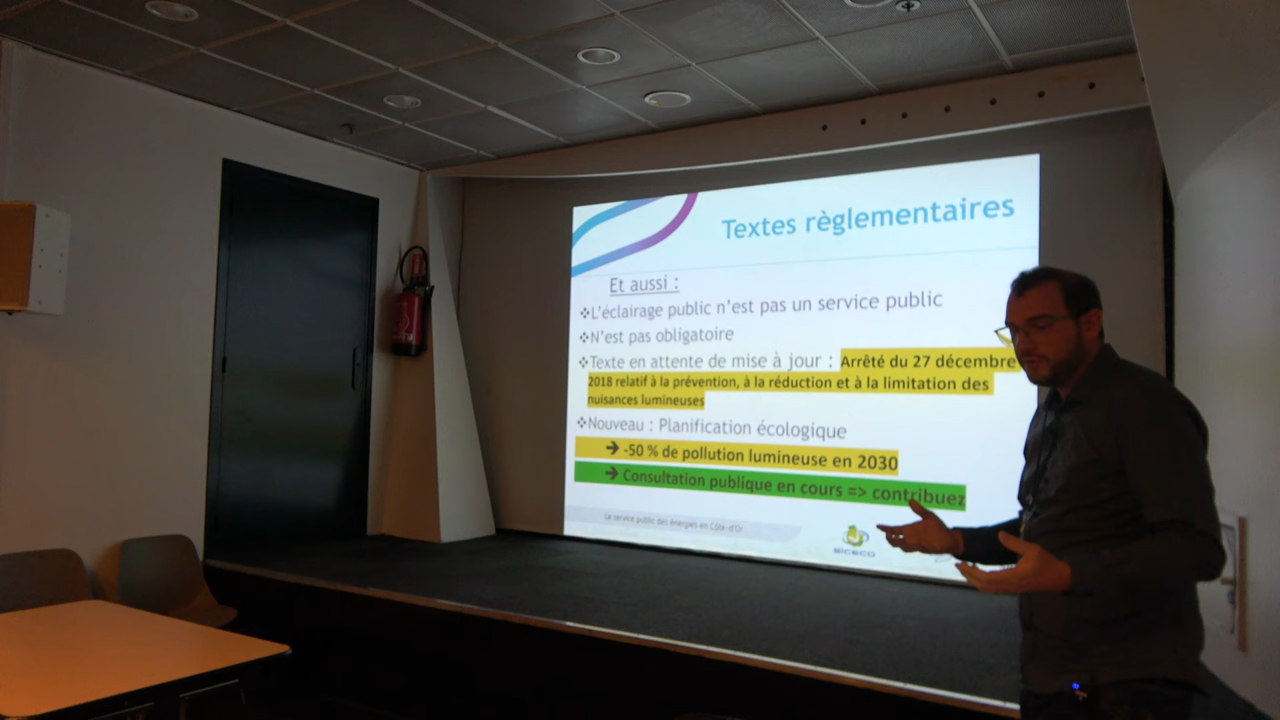 Textes règlementaires
Et aussi :
❖L'éclairage public n'est pas un service public
❖N'est pas obligatoire
❖Texte en attente de mise à jour : Arrêté du 27 décembre
2018 relatif à la prévention, à la réduction et à la limitation des
nuisances lumineuses
❖Nouveau : Planification écologique
➔ -50 % de pollution lumineuse en 2030
➔ Consultation publique en cours => contribuez
Le service public des énergies en Côte-d'Or
SICECO